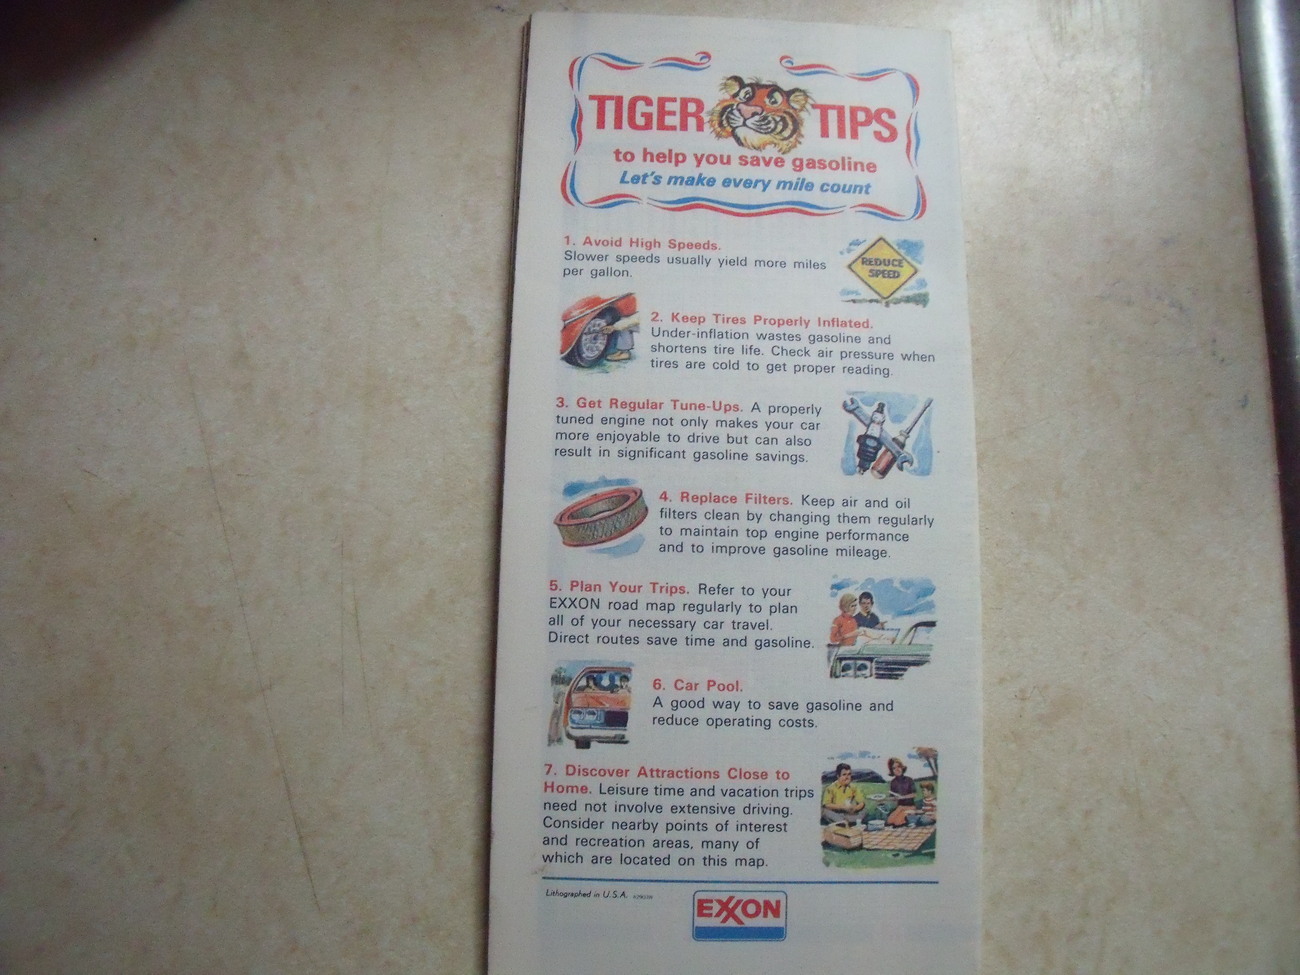 TIGER TIPS
to help you save gasoline
Let's make every mile count
1. Avoid High Speeds.
Slower speeds usually yield more miles
per gallon.
REDUCE
SPEED
2. Keep Tires Properly Inflated.
Under-inflation wastes gasoline and
shortens tire life. Check air pressure when
tires are cold to get proper reading.
3. Get Regular Tune-Ups. A properly
tuned engine not only makes your car
more enjoyable to drive but can also
result in significant gasoline savings.
4. Replace Filters. Keep air and oil
filters clean by changing them regularly
to maintain top engine performance
and to improve gasoline mileage.
5. Plan Your Trips. Refer to your
EXXON road map regularly to plan
all of your necessary car travel.
Direct routes save time and gasoline.
6. Car Pool.
A good way to save gasoline and
reduce operating costs.
7. Discover Attractions Close to
Home. Leisure time and vacation trips
need not involve extensive driving.
Consider nearby points of interest
and recreation areas, many of
which are located on this map.
Lithographed in U.S.A.
EXXON